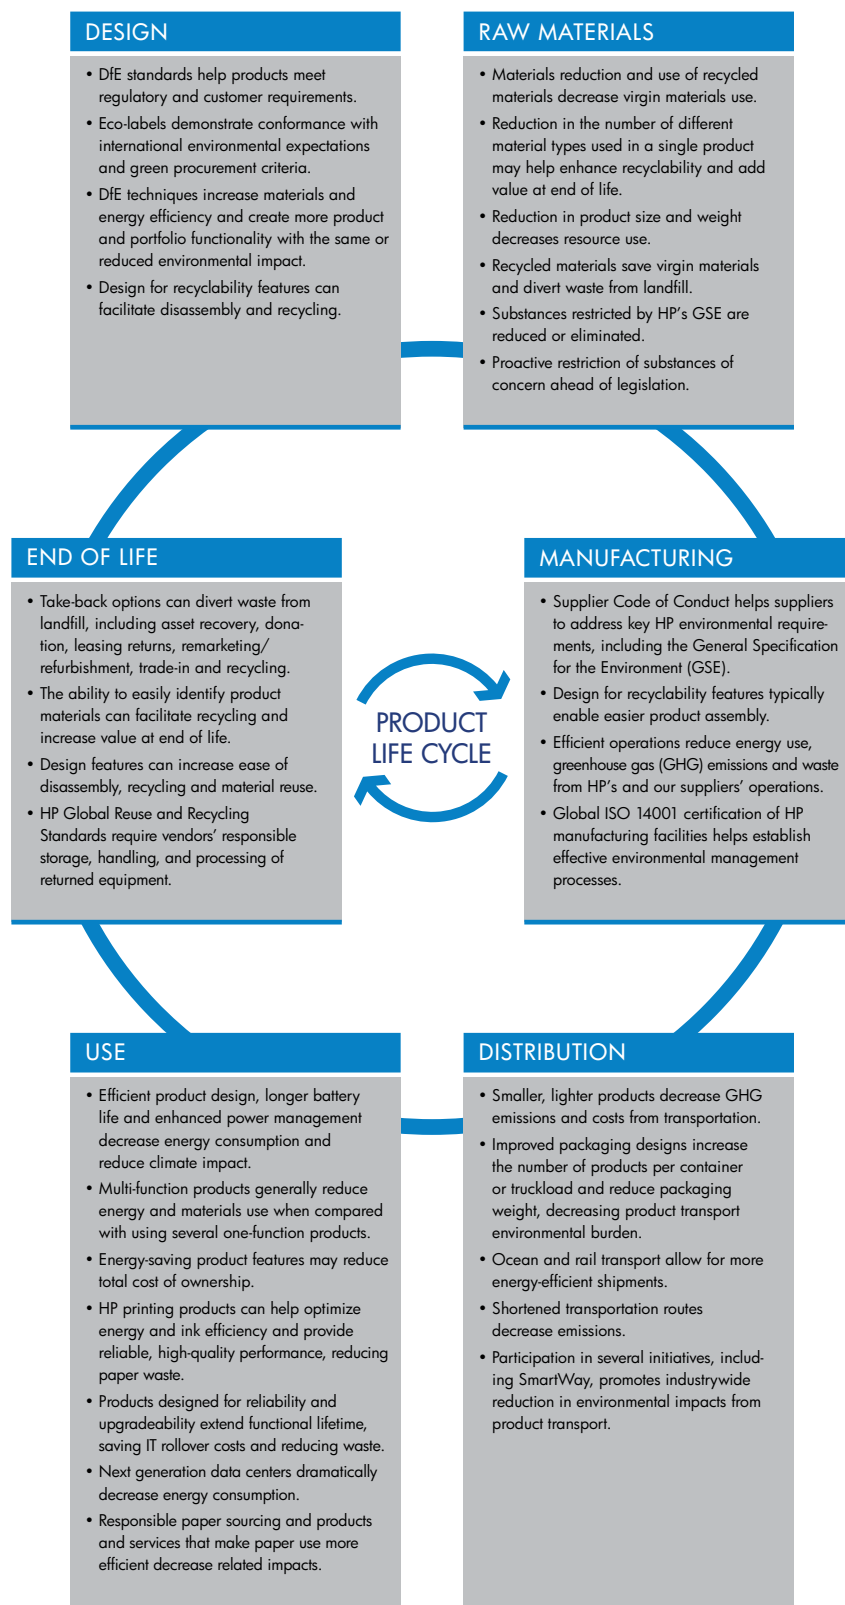 DESIGN
• DfE standards help products meet
regulatory and customer requirements.
• Eco-labels demonstrate conformance with
international environmental expectations
and green procurement criteria.
• DfE techniques increase materials and
energy efficiency and create more product
and portfolio functionality with the same or
reduced environmental impact.
• Design for recyclability features can
facilitate disassembly and recycling.
RAW MATERIALS
• Materials reduction and use of recycled
materials decrease virgin materials use.
• Reduction in the number of different
material types used in a single product
may help enhance recyclability and add
value at end of life.
• Reduction in product size and weight
decreases resource use.
• Recycled materials save virgin materials
and divert waste from landfill.
• Substances restricted by HP's GSE are
reduced or eliminated.
• Proactive restriction of substances of
concern ahead of legislation.
END OF LIFE
• Take-back options can divert waste from
landfill, including asset recovery, dona-
tion, leasing returns, remarketing/
refurbishment, trade-in and recycling.
• The ability to easily identify product
materials can facilitate recycling and
increase value at end of life.
• Design features can increase ease of
disassembly, recycling and material reuse.
• HP Global Reuse and Recycling
Standards require vendors' responsible
storage, handling, and processing of
returned equipment.
PRODUCT
LIFE CYCLE
MANUFACTURING
• Supplier Code of Conduct helps suppliers
to address key HP environmental require-
ments, including the General Specification
for the Environment (GSE).
• Design for recyclability features typically
enable easier product assembly.
• Efficient operations reduce energy use,
greenhouse gas (GHG) emissions and waste
from HP's and our suppliers' operations.
• Global ISO 14001 certification of HP
manufacturing facilities helps establish
effective environmental management
processes.
USE
• Efficient product design, longer battery
life and enhanced power management
decrease energy consumption and
reduce climate impact.
• Multi-function products generally reduce
energy and materials use when compared
with using several one-function products.
• Energy-saving product features may reduce
total cost of ownership.
• HP printing products can help optimize
energy and ink efficiency and provide
reliable, high-quality performance, reducing
paper waste.
• Products designed for reliability and
upgradeability extend functional lifetime,
saving IT rollover costs and reducing waste.
• Next generation data centers dramatically
decrease energy consumption.
• Responsible paper sourcing and products
and services that make paper use more
efficient decrease related impacts.
DISTRIBUTION
• Smaller, lighter products decrease GHG
emissions and costs from transportation.
• Improved packaging designs increase
the number of products per container
or truckload and reduce packaging
weight, decreasing product transport
environmental burden.
• Ocean and rail transport allow for more
energy-efficient shipments.
• Shortened transportation routes
decrease emissions.
• Participation in several initiatives, includ-
ing SmartWay, promotes industrywide
reduction in environmental impacts from
product transport.